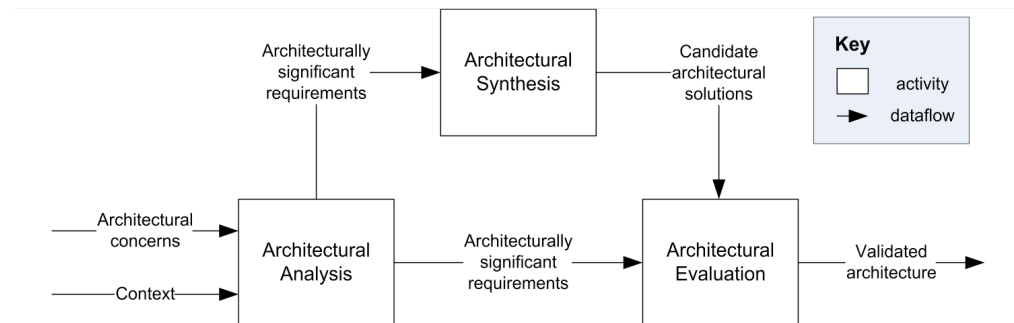 Architecturally
significant
requirements
Architectural
Synthesis
Candidate
architectural
solutions
Key
activity
dataflow
Architectural
concerns
Context
Architectural
Analysis
Architecturally
significant
requirements
Architectural
Evaluation
Validated
architecture